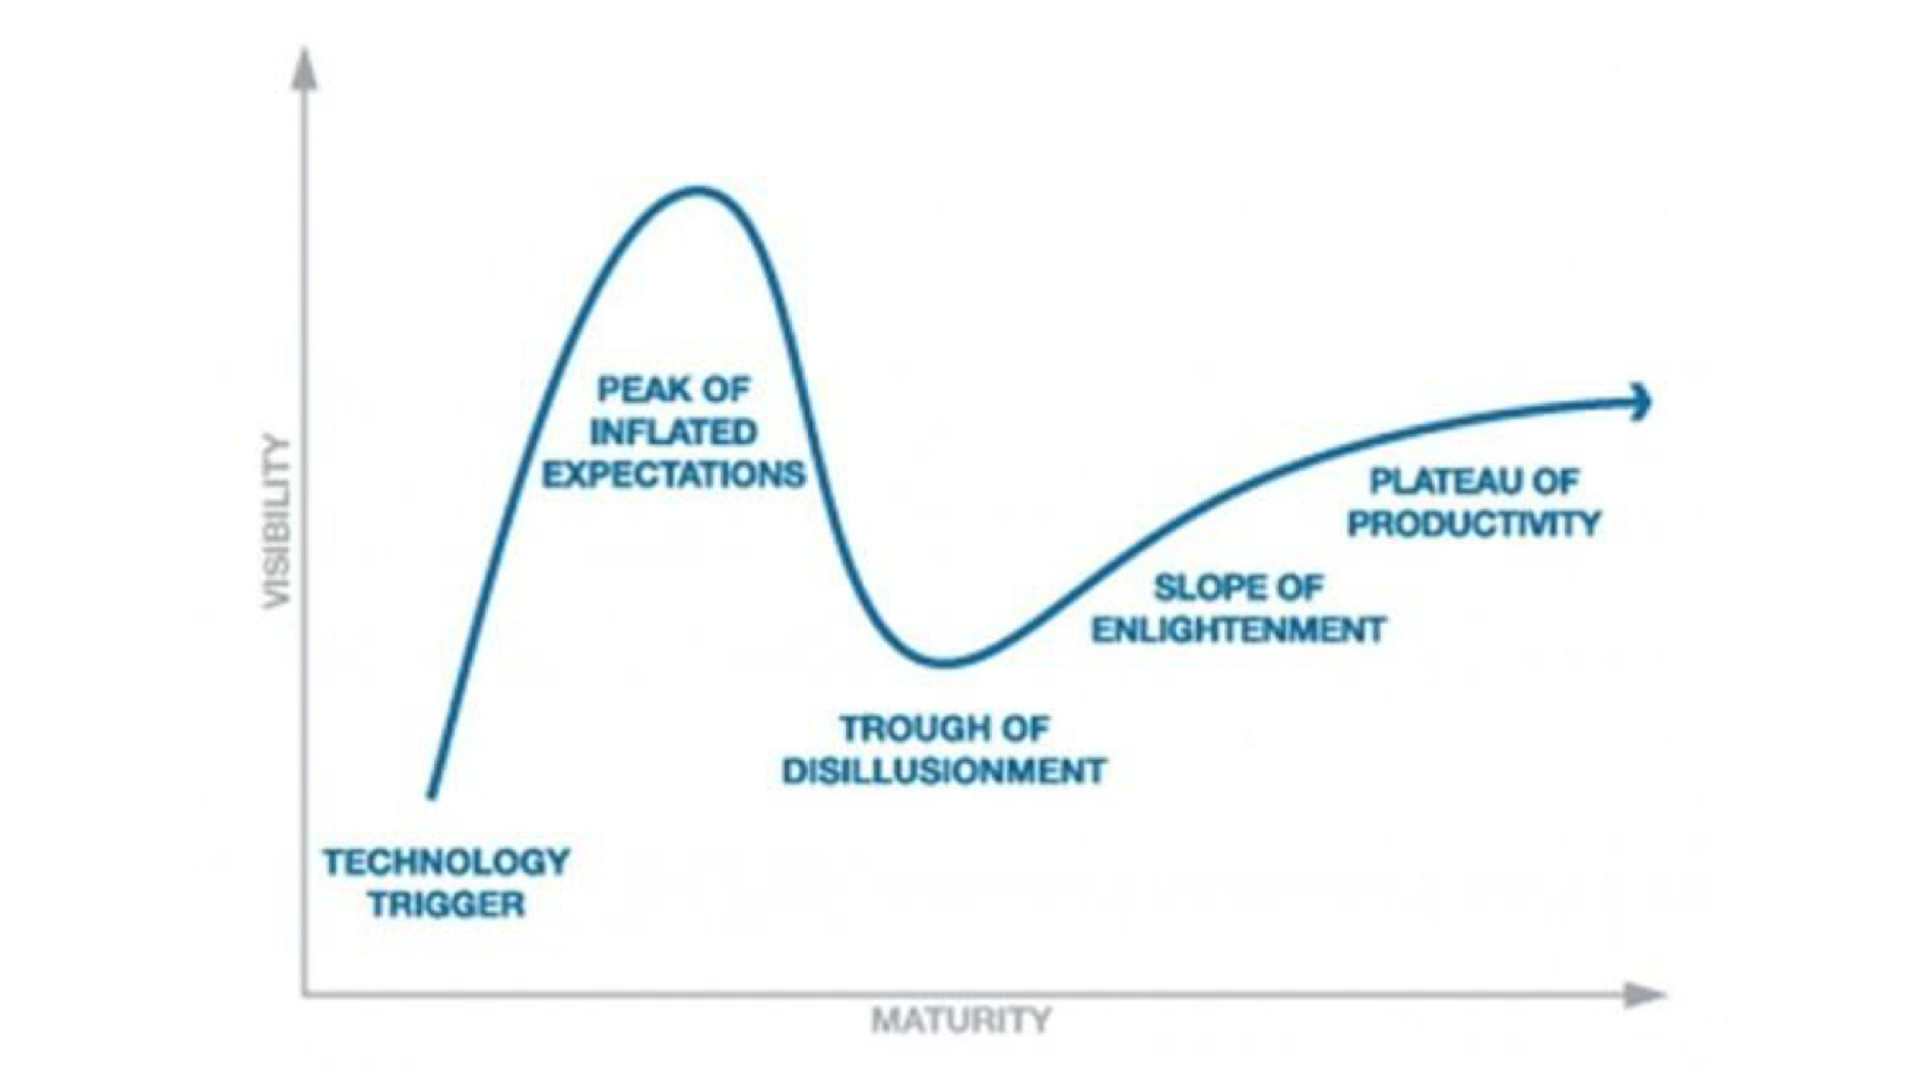 PEAK OF
INFLATED
EXPECTATIONS
PLATEAU OF
PRODUCTIVITY
SLOPE OF
ENLIGHTENMENT
TROUGH OF
DISILLUSIONMENT
TECHNOLOGY
TRIGGER
VISIBILITY
MATURITY